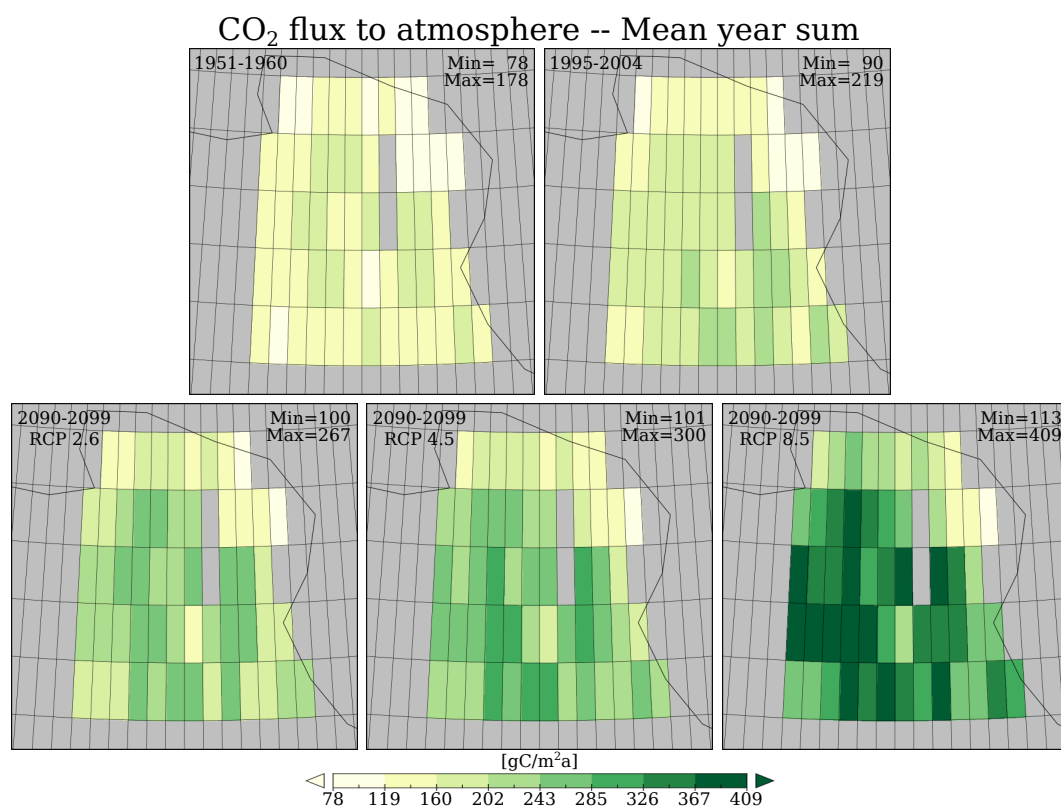 CO₂ flux to atmosphere -- Mean year sum
1951-1960
Min= 78
Max=178
1995-2004
Min= 90
Max=219
2090-2099
RCP 2.6
Min=100
Max=267
2090-2099
RCP 4.5
Min=101
Max=300
2090-2099
RCP 8.5
Min=113
Max=409
[gC/m²a]
78 119 160 202 243 285 326 367 409